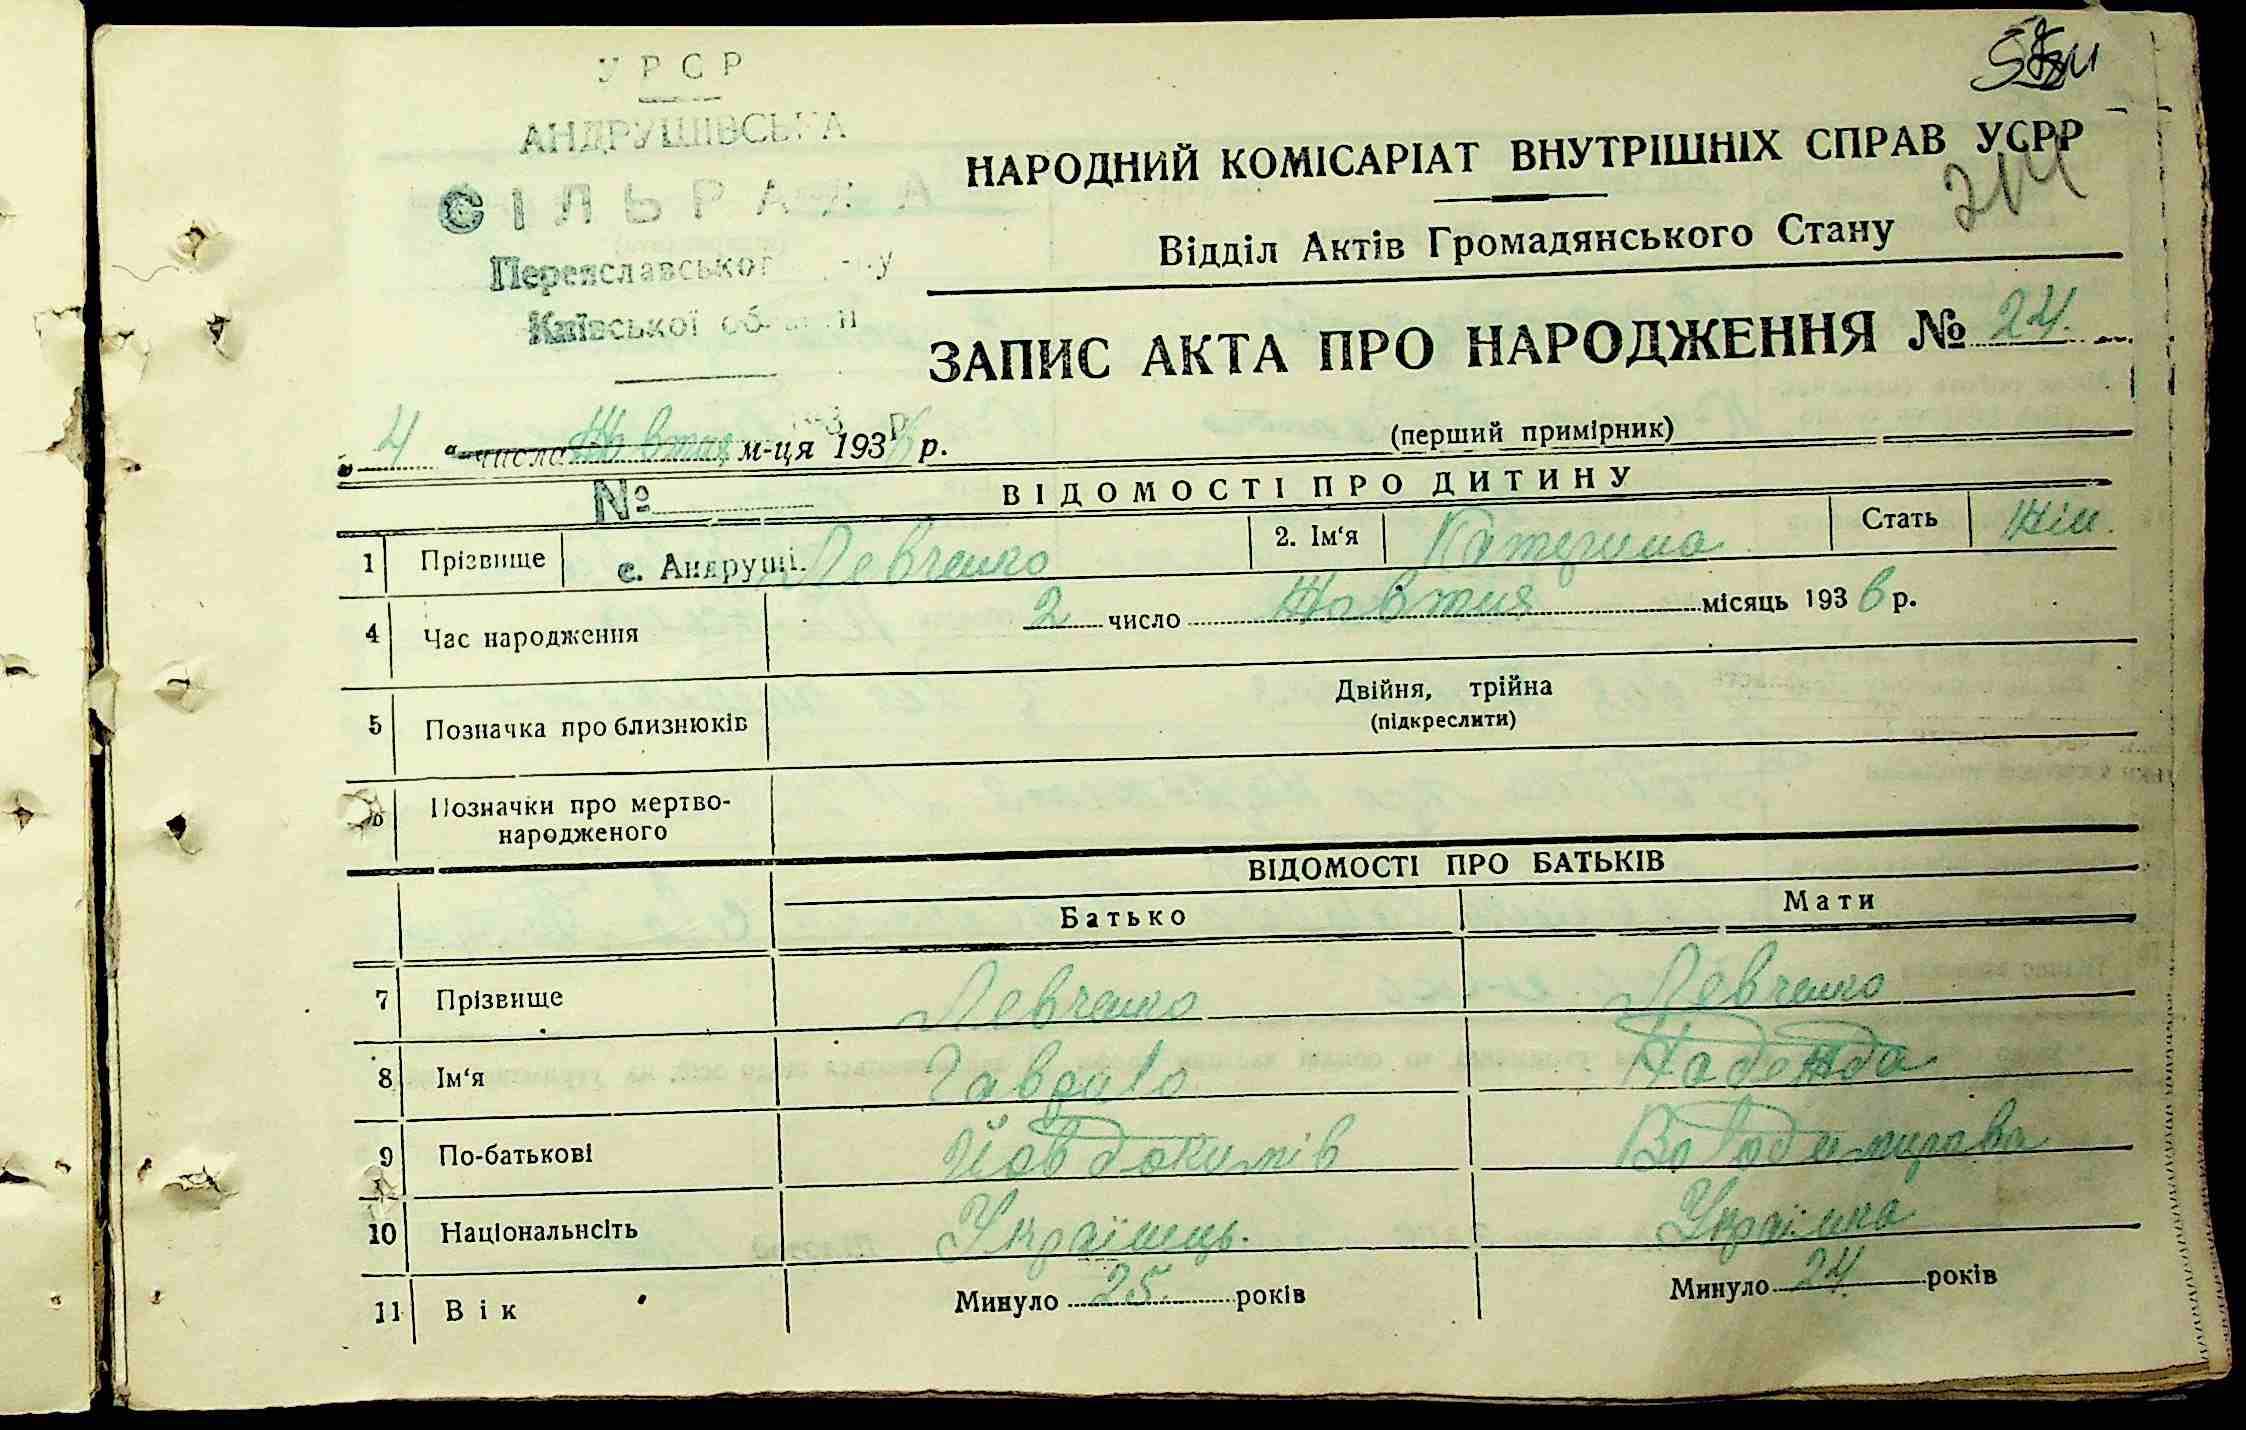 УРСР
АНДРУШІВСЬКА
СІЛЬРАДА
Переяславського р-ну
Київської області
НАРОДНИЙ КОМІСАРІАТ ВНУТРІШНІХ СПРАВ УСРР
204
Відділ Актів Громадянського Стану
ЗАПИС АКТА ПРО НАРОДЖЕННЯ № 24.
„ 4 “ числа Жовтня м-ця 1936 р.
(перший примірник)
№
ВІДОМОСТІ ПРО ДИТИНУ
1 Прізвище с. Андруші. Левченко 2. Ім‘я Катерина Стать Жін.
4 Час народження 2 число Жовтня місяць 1936 р.
5 Позначка про близнюків Двійня, трійна
(підкреслити)
6 Позначки про мертво-
народженого
ВІДОМОСТІ ПРО БАТЬКІВ
Батько Мати
7 Прізвище Левченко Левченко
8 Ім‘я Гаврило Надежда
9 По-батькові Йовдокимів Володимирова
10 Національнсіть Українець. Українка
11 Вік Минуло 25. років Минуло 24 років